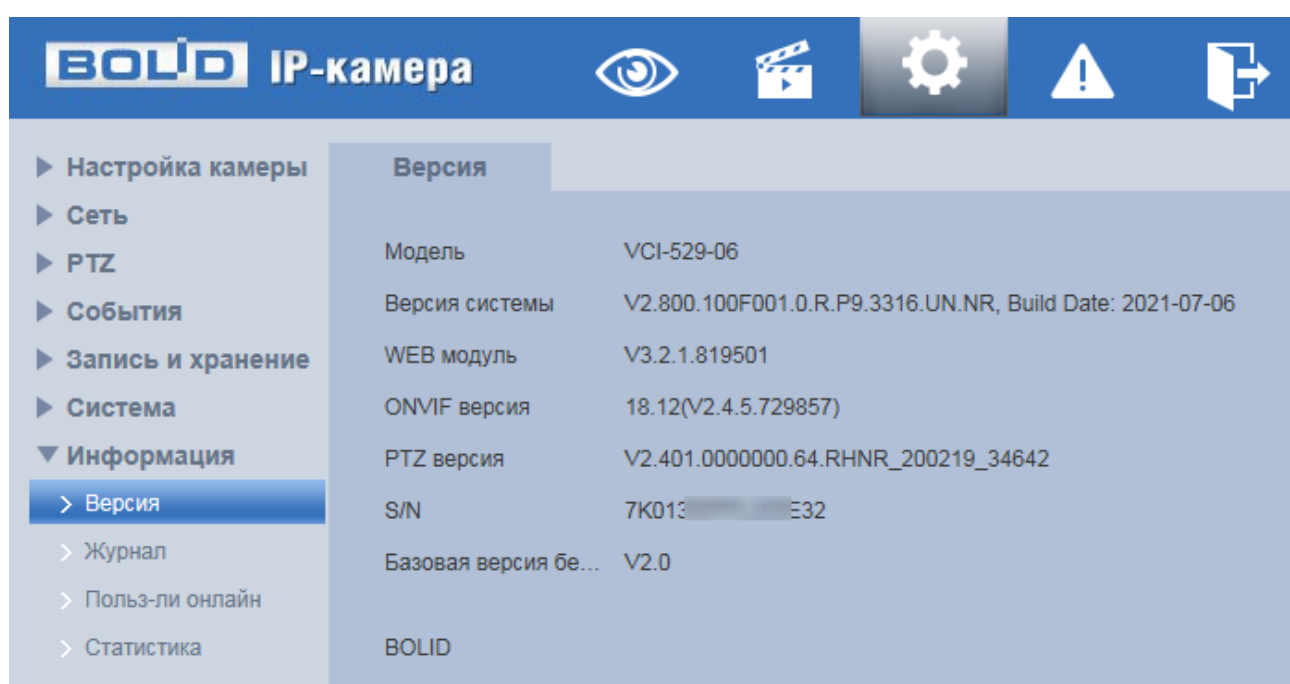 BOLID IP-камера
Настройка камеры
Сеть
PTZ
События
Запись и хранение
Система
Информация
Версия
Журнал
Польз-ли онлайн
Статистика
Версия
Модель VCI-529-06
Версия системы V2.800.100F001.0.R.P9.3316.UN.NR, Build Date: 2021-07-06
WEB модуль V3.2.1.819501
ONVIF версия 18.12(V2.4.5.729857)
PTZ версия V2.401.0000000.64.RHNR_200219_34642
S/N
Базовая версия бе... V2.0
BOLID